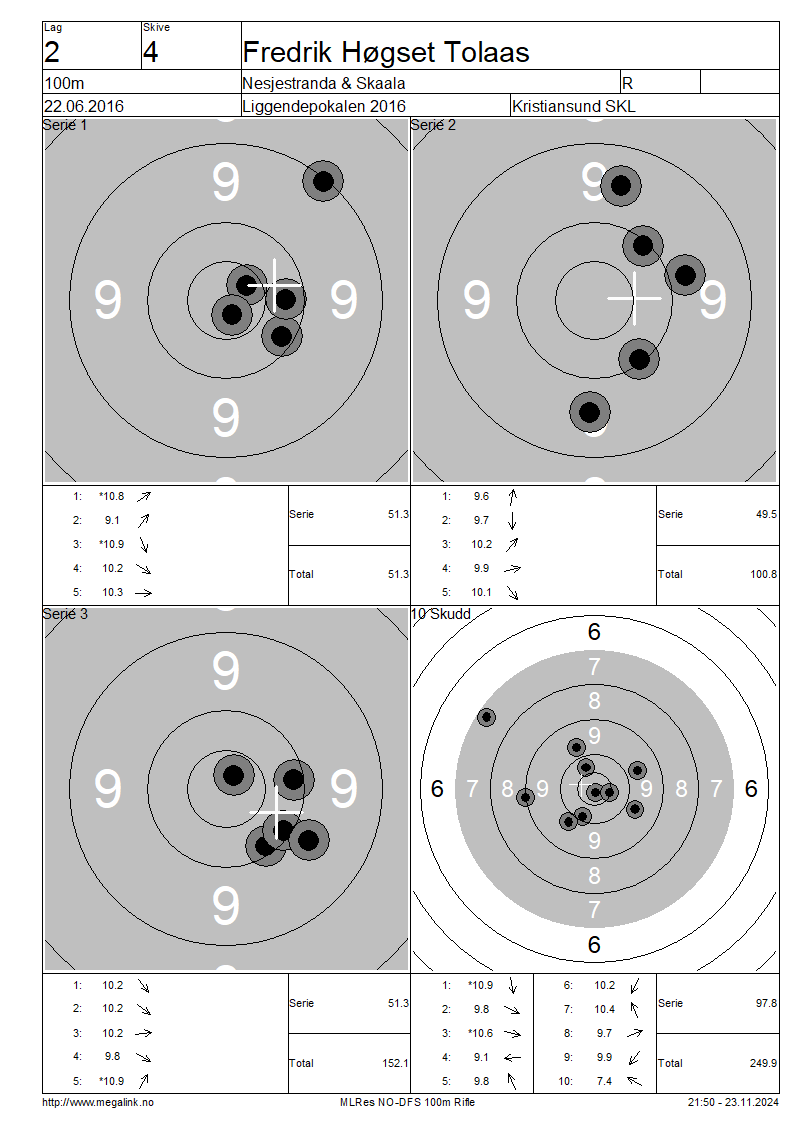 Lag
Skive
2
4
Fredrik Høgset Tolaas
100m
Nesjestranda & Skaala
R
22.06.2016
Liggendepokalen 2016
Kristiansund SKL
Serie 1
9
9
9
9
1: *10.8
2: 9.1
3: *10.9
4: 10.2
5: 10.3
Serie 51.3
Total 51.3
Serie 2
9
9
9
9
1: 9.6
2: 9.7
3: 10.2
4: 9.9
5: 10.1
Serie 49.5
Total 100.8
Serie 3
9
9
9
9
1: 10.2
2: 10.2
3: 10.2
4: 9.8
5: *10.9
Serie 51.3
Total 152.1
10 Skudd
6
7
8
9
6 7 8 9 9 8 7 6
9
8
7
6
1: *10.9
2: 9.8
3: *10.6
4: 9.1
5: 9.8
6: 10.2
7: 10.4
8: 9.7
9: 9.9
10: 7.4
Serie 97.8
Total 249.9
http://www.megalink.no
MLRes NO-DFS 100m Rifle
21:50 - 23.11.2024